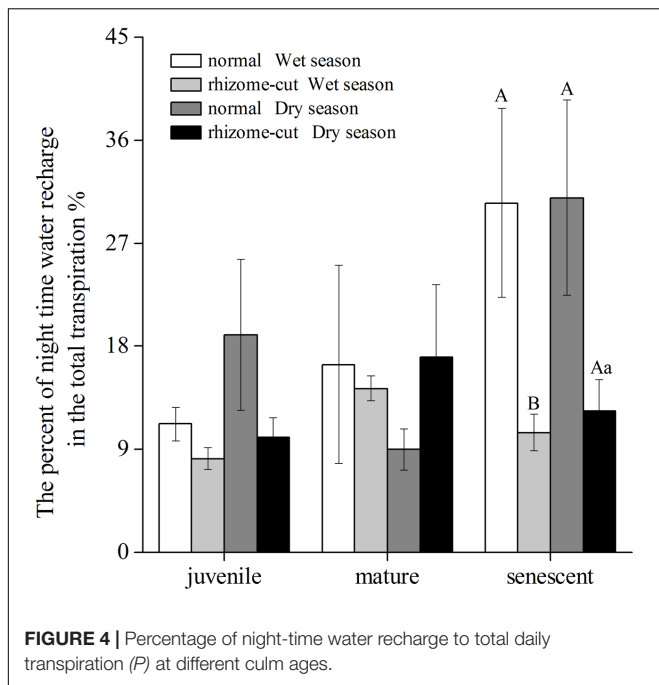 45
36
27
18
9
0
The percent of night time water recharge
in the total transpiration %
normal Wet season
rhizome-cut Wet season
normal Dry season
rhizome-cut Dry season
A
A
B
Aa
juvenile
mature
senescent
FIGURE 4 | Percentage of night-time water recharge to total daily
transpiration (P) at different culm ages.